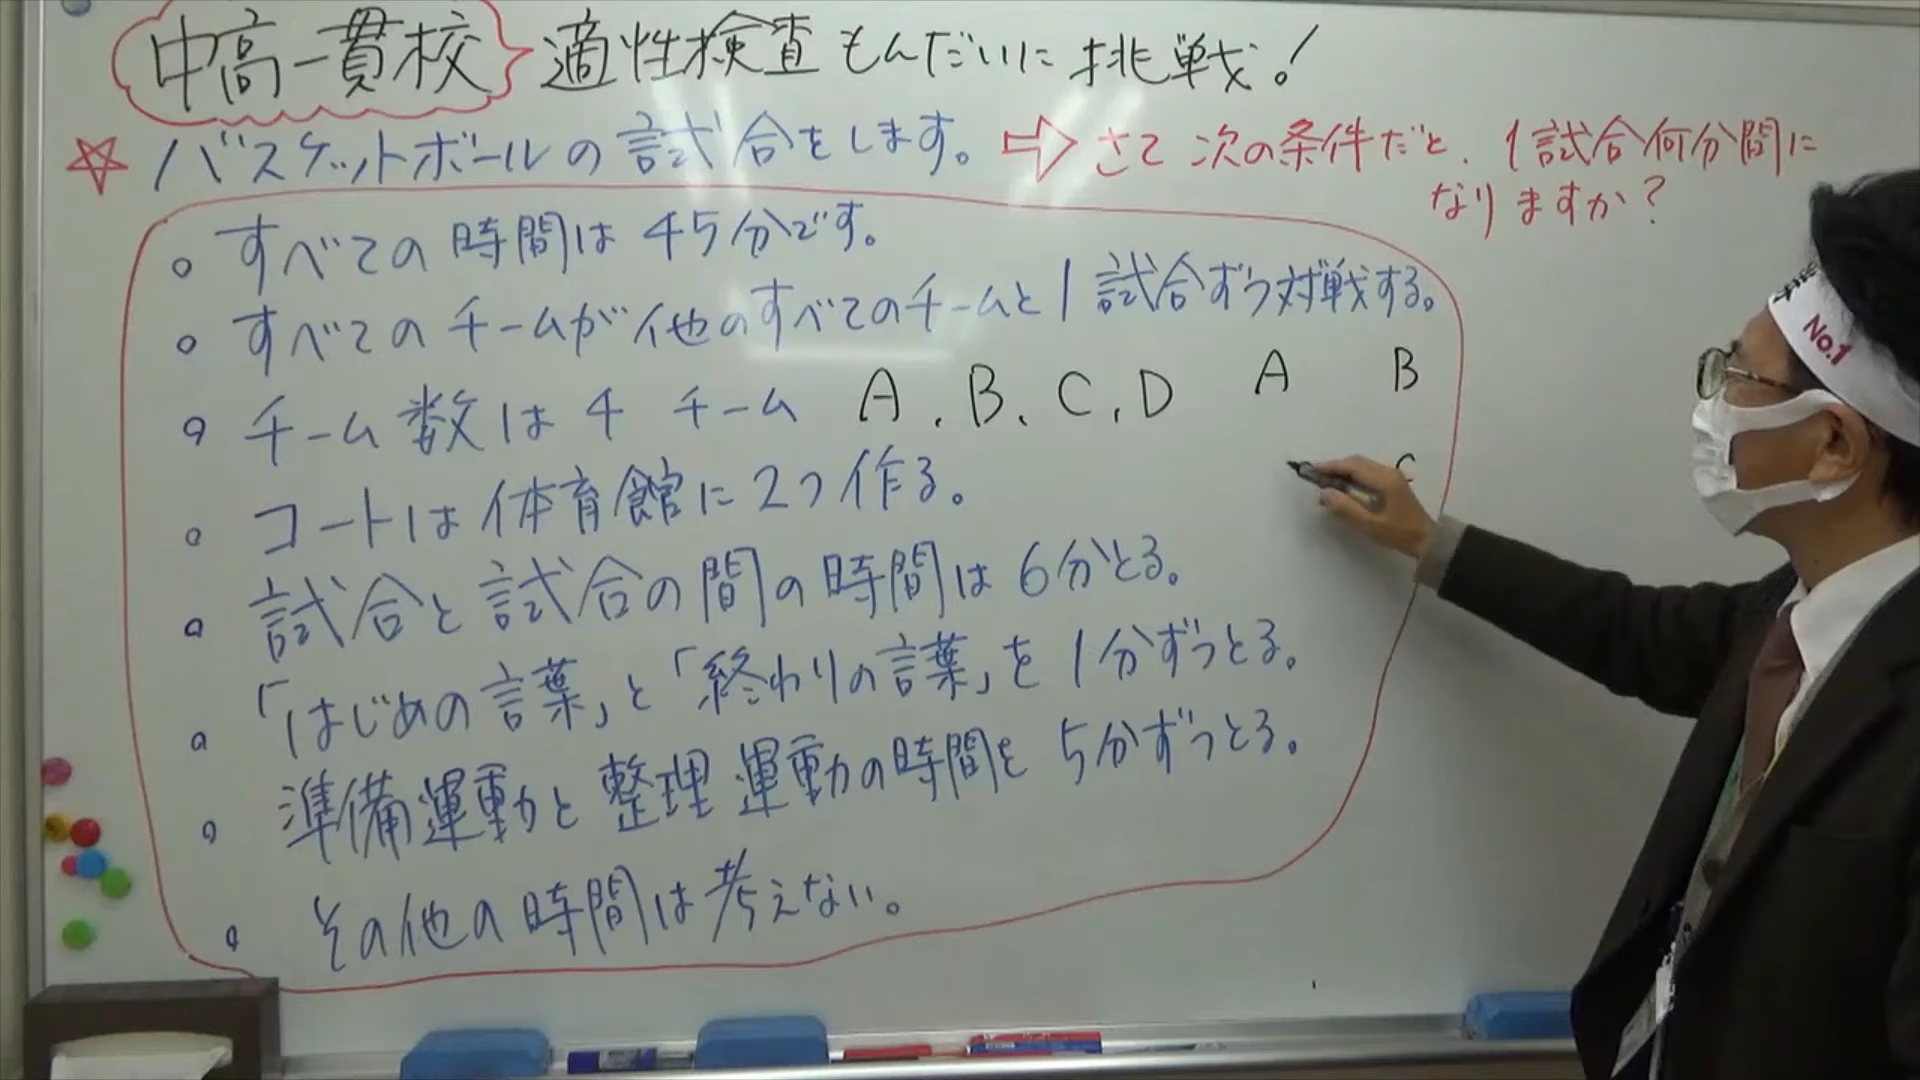 中高一貫校 適性検査もんだいに挑戦!
☆ バスケットボールの試合をします。⇨ さて次の条件だと、1試合何分間に
なりますか?
。すべての時間は45分です。
。すべてのチームが他のすべてのチームと1試合ずつ対戦する。
。チーム数は4チーム A、B、C、D
A B
C
。コートは体育館に2つ作る。
。試合と試合の間の時間は6分とる。
。「はじめの言葉」と「終わりの言葉」を1分ずつとる。
。準備運動と整理運動の時間を5分ずつとる。
。その他の時間は考えない。
No.1